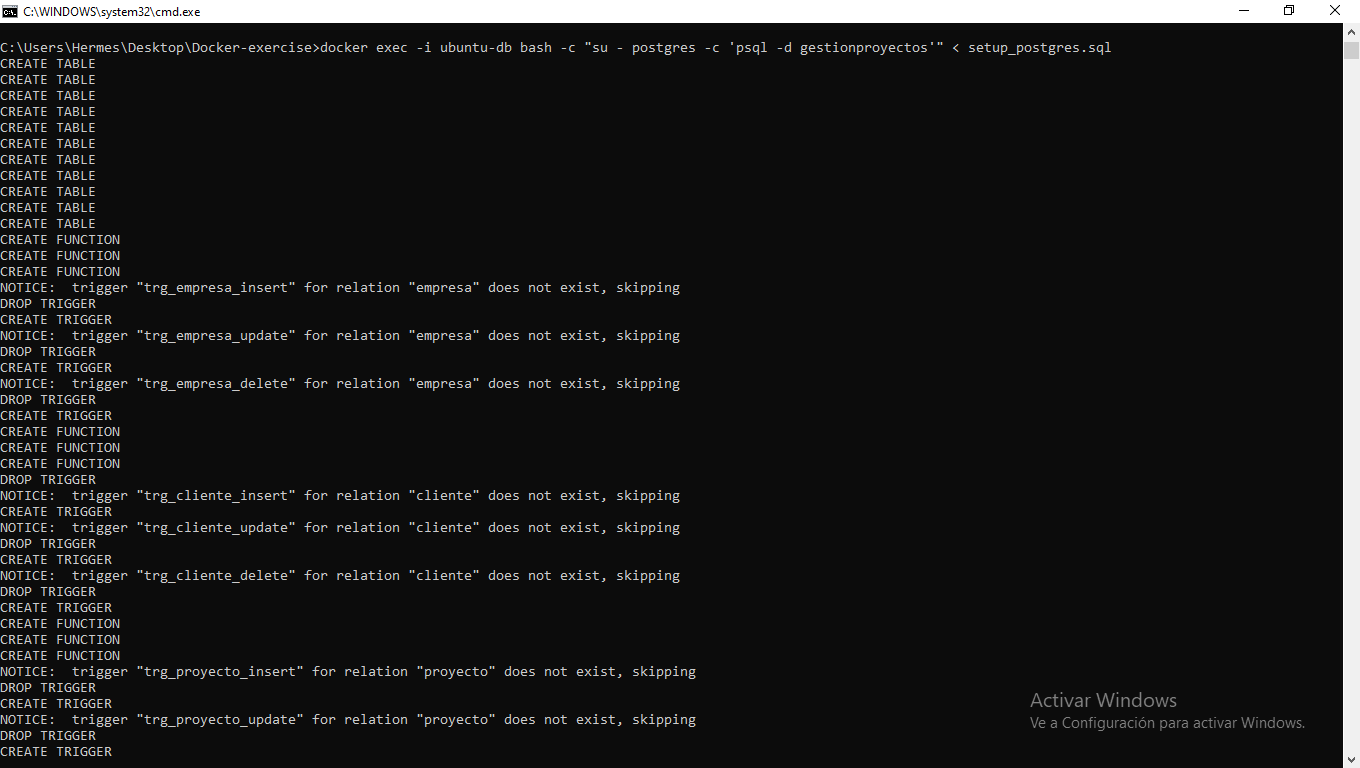 C:\WINDOWS\system32\cmd.exe
C:\Users\Hermes\Desktop\Docker-exercise>docker exec -i ubuntu-db bash -c "su - postgres -c 'psql -d gestionproyectos'" < setup_postgres.sql
CREATE TABLE
CREATE TABLE
CREATE TABLE
CREATE TABLE
CREATE TABLE
CREATE TABLE
CREATE TABLE
CREATE TABLE
CREATE TABLE
CREATE TABLE
CREATE TABLE
CREATE FUNCTION
CREATE FUNCTION
CREATE FUNCTION
NOTICE:  trigger "trg_empresa_insert" for relation "empresa" does not exist, skipping
DROP TRIGGER
CREATE TRIGGER
NOTICE:  trigger "trg_empresa_update" for relation "empresa" does not exist, skipping
DROP TRIGGER
CREATE TRIGGER
NOTICE:  trigger "trg_empresa_delete" for relation "empresa" does not exist, skipping
DROP TRIGGER
CREATE TRIGGER
CREATE FUNCTION
CREATE FUNCTION
CREATE FUNCTION
DROP TRIGGER
NOTICE:  trigger "trg_cliente_insert" for relation "cliente" does not exist, skipping
CREATE TRIGGER
NOTICE:  trigger "trg_cliente_update" for relation "cliente" does not exist, skipping
DROP TRIGGER
CREATE TRIGGER
NOTICE:  trigger "trg_cliente_delete" for relation "cliente" does not exist, skipping
DROP TRIGGER
CREATE TRIGGER
CREATE FUNCTION
CREATE FUNCTION
CREATE FUNCTION
NOTICE:  trigger "trg_proyecto_insert" for relation "proyecto" does not exist, skipping
DROP TRIGGER
CREATE TRIGGER
NOTICE:  trigger "trg_proyecto_update" for relation "proyecto" does not exist, skipping
DROP TRIGGER
CREATE TRIGGER
Activar Windows
Ve a Configuración para activar Windows.